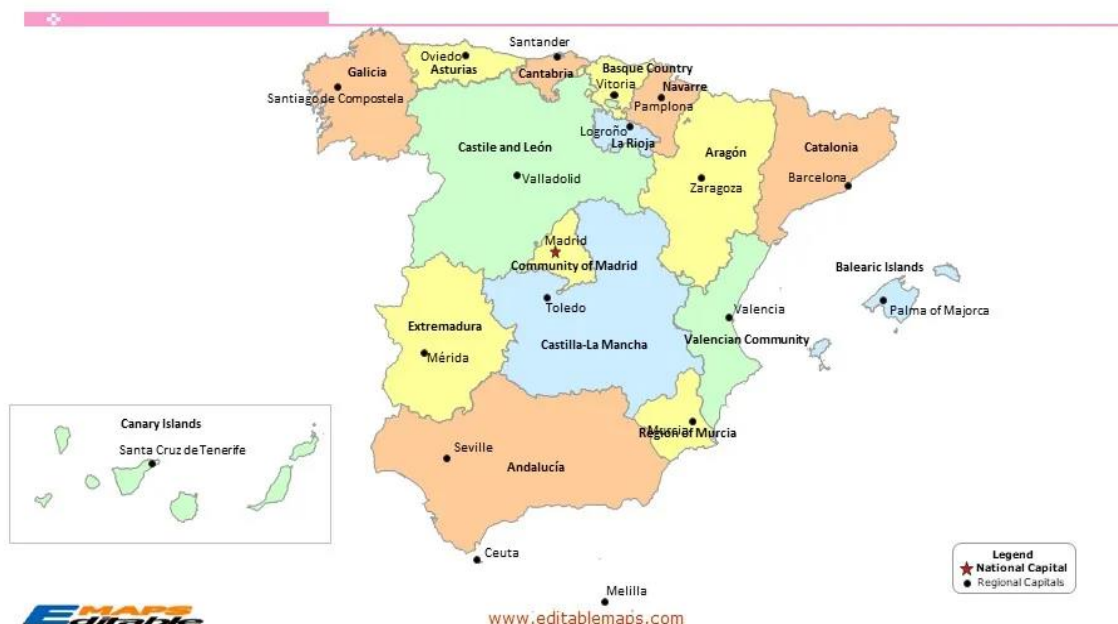 Santander
Oviedo
Asturias
Galicia
Cantabria
Basque Country
Vitoria
Navarre
Santiago de Compostela
Pamplona
Logroño
La Rioja
Castile and León
Aragón
Catalonia
Valladolid
Zaragoza
Barcelona
Madrid
Community of Madrid
Balearic Islands
Toledo
Valencia
Palma of Majorca
Extremadura
Castilla-La Mancha
Valencian Community
Mérida
Canary Islands
Murcia
Region of Murcia
Santa Cruz de Tenerife
Seville
Andalucía
Ceuta
Legend
National Capital
Regional Capitals
Melilla
EMAPS
Editable
www.editablemaps.com